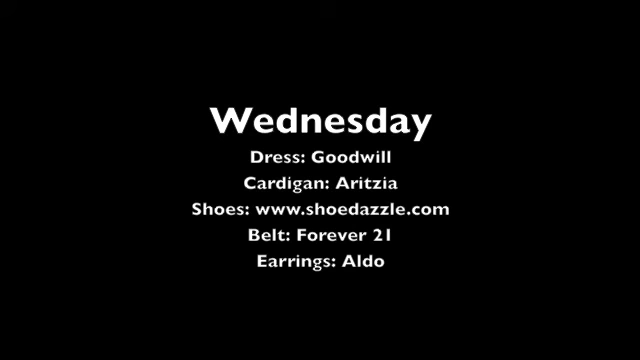 Wednesday
Dress: Goodwill
Cardigan: Aritzia
Shoes: www.shoedazzle.com
Belt: Forever 21
Earrings: Aldo